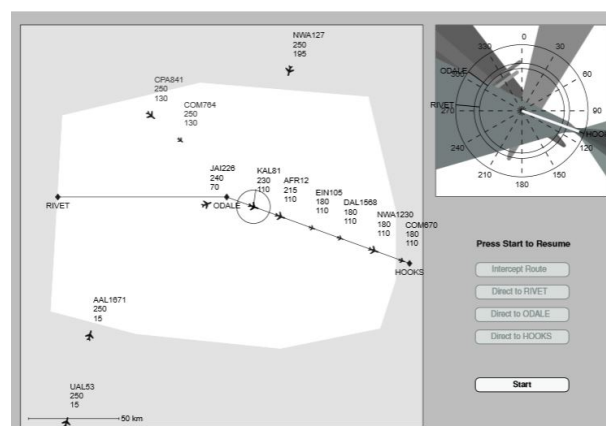 NWA127
250
195
CPA841
250
130
COM764
250
130
JAI226
240
70
KAL81
230
110
AFR12
215
110
EIN105
180
110
DAL1568
180
110
NWA1230
180
110
COM670
180
110
RIVET
ODALE
HOOKS
AAL1671
250
15
UAL53
250
15
50 km
0
30
60
90
120
150
180
210
240
270
300
330
ODALE
RIVET
HOOK
Press Start to Resume
Intercept Route
Direct to RIVET
Direct to ODALE
Direct to HOOKS
Start